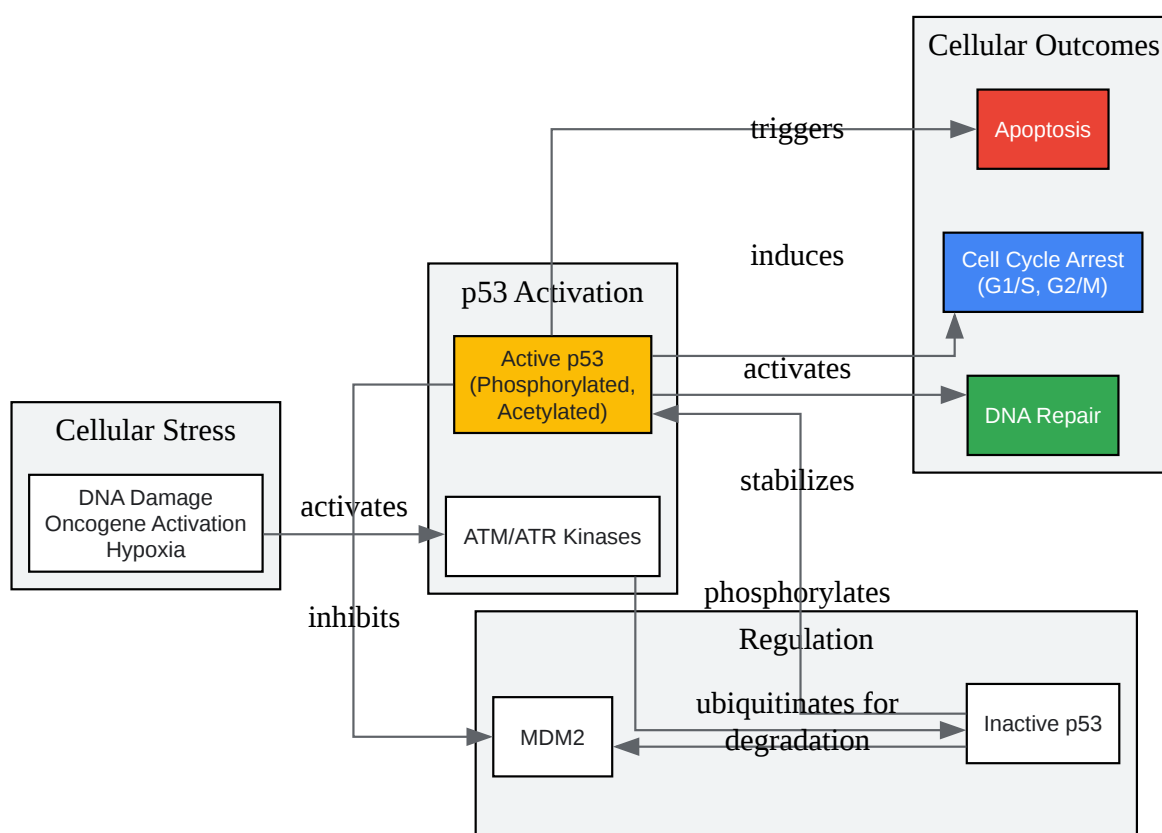 Cellular Outcomes
triggers
Apoptosis
induces
Cell Cycle Arrest
(G1/S, G2/M)
p53 Activation
Active p53
(Phosphorylated,
Acetylated)
activates
DNA Repair
Cellular Stress
DNA Damage
Oncogene Activation
Hypoxia
activates
stabilizes
ATM/ATR Kinases
inhibits
phosphorylates
Regulation
MDM2
ubiquitinates for
degradation
Inactive p53